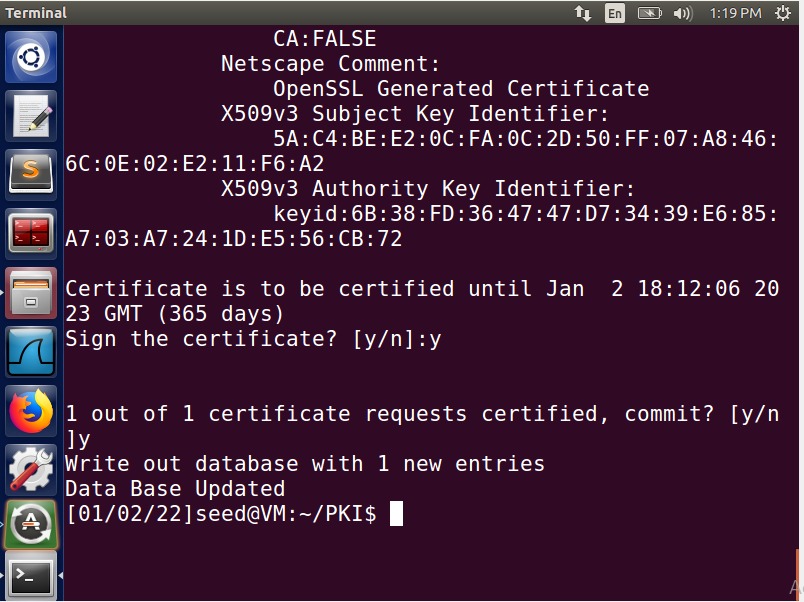 Terminal
En
1:19 PM
CA:FALSE
Netscape Comment:
OpenSSL Generated Certificate
X509v3 Subject Key Identifier:
5A:C4:BE:E2:0C:FA:0C:2D:50:FF:07:A8:46:
6C:0E:02:E2:11:F6:A2
X509v3 Authority Key Identifier:
keyid:6B:38:FD:36:47:47:D7:34:39:E6:85:
A7:03:A7:24:1D:E5:56:CB:72
Certificate is to be certified until Jan  2 18:12:06 20
23 GMT (365 days)
Sign the certificate? [y/n]:y
1 out of 1 certificate requests certified, commit? [y/n
]y
Write out database with 1 new entries
Data Base Updated
[01/02/22]seed@VM:~/PKI$